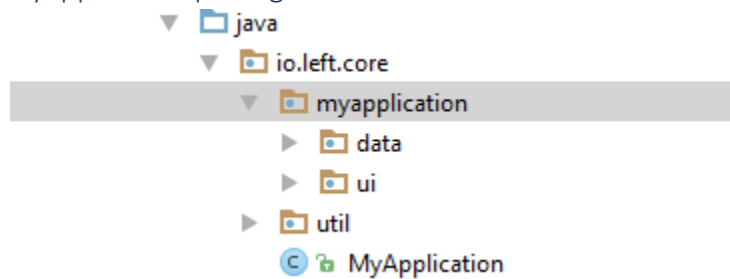 java
io.left.core
myapplication
data
ui
util
C MyApplication